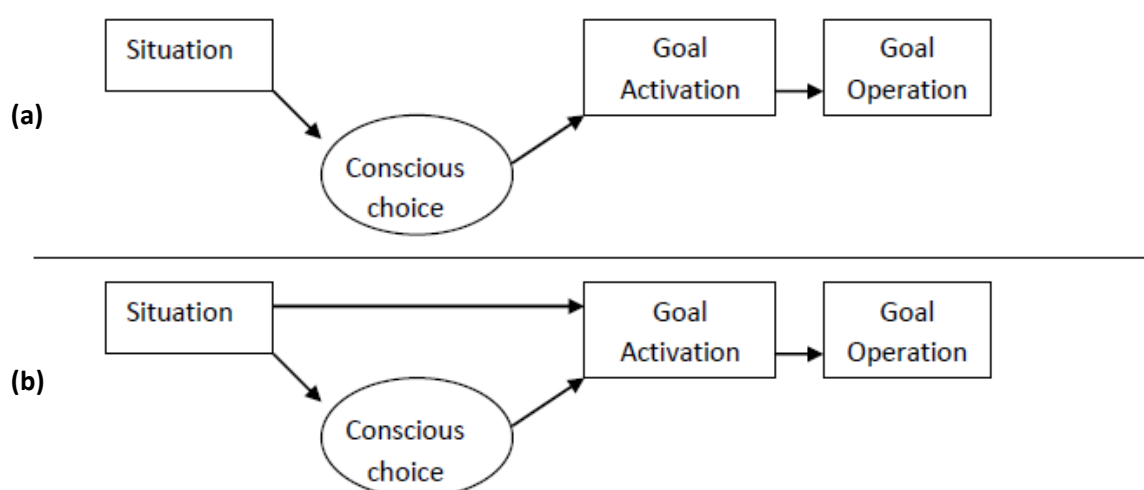 Situation
Goal
Activation
Goal
Operation
(a)
Conscious
choice
Situation
Goal
Activation
Goal
Operation
(b)
Conscious
choice